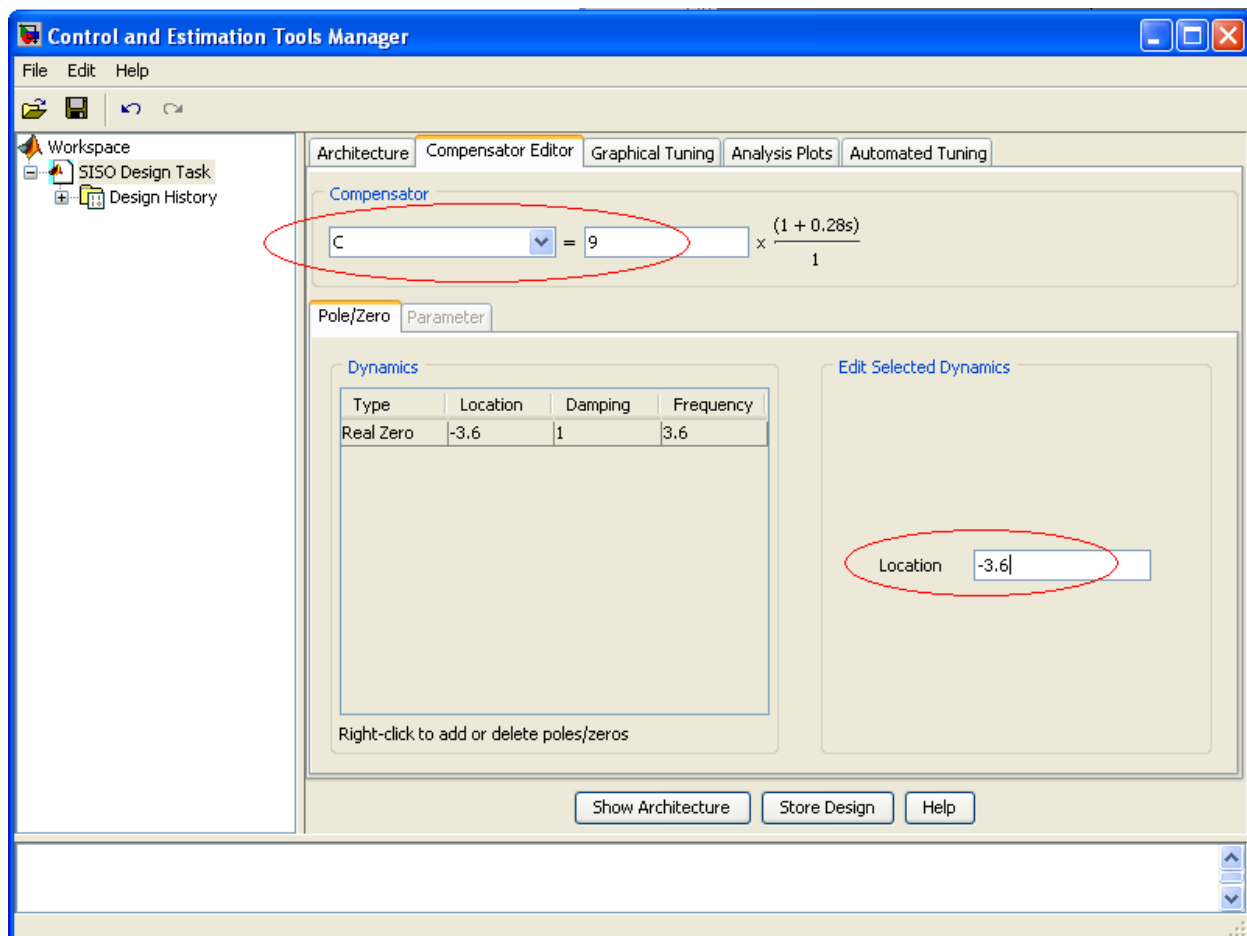 Control and Estimation Tools Manager
File Edit Help
Workspace
SISO Design Task
Design History
Architecture Compensator Editor Graphical Tuning Analysis Plots Automated Tuning
Compensator
C = 9 x (1 + 0.28s)
1
Pole/Zero Parameter
Dynamics
Type Location Damping Frequency
Real Zero -3.6 1 3.6
Right-click to add or delete poles/zeros
Edit Selected Dynamics
Location -3.6
Show Architecture Store Design Help